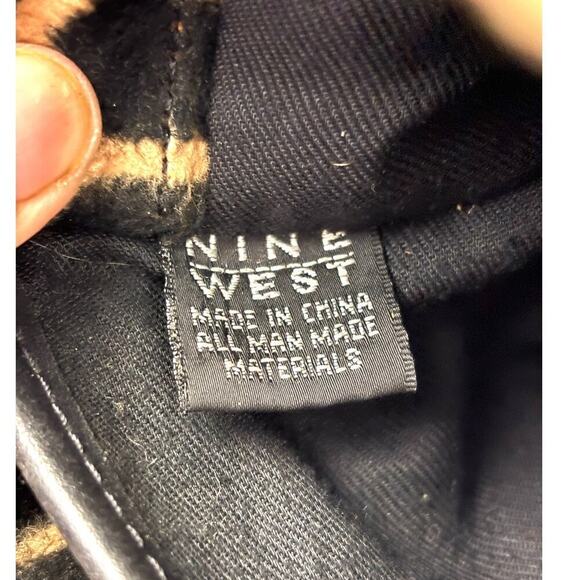 NINE
WEST
MADE IN CHINA
ALL MAN MADE
MATERIALS